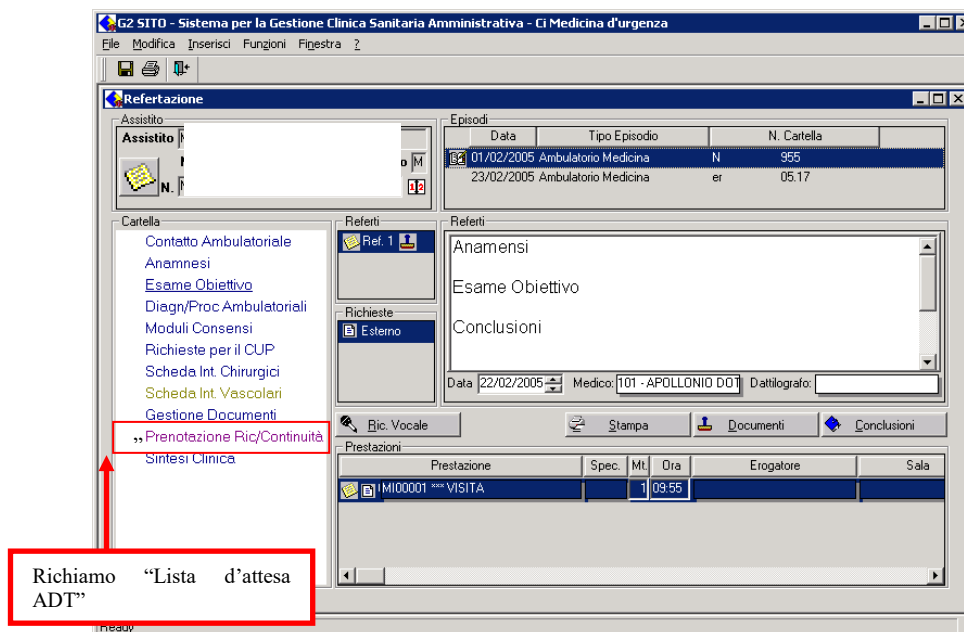 G2 SITO - Sistema per la Gestione Clinica Sanitaria Amministrativa - Ci Medicina d'urgenza
File Modifica Inserisci Funzioni Finestra ?
Refertazione
Assistito
Assistito
M
N.
Episodi
Data Tipo Episodio N. Cartella
01/02/2005 Ambulatorio Medicina N 955
23/02/2005 Ambulatorio Medicina er 05.17
Cartella
Contatto Ambulatoriale
Anamnesi
Esame Obiettivo
Diagn/Proc Ambulatoriali
Moduli Consensi
Richieste per il CUP
Scheda Int. Chirurgici
Scheda Int. Vascolari
Gestione Documenti
„ Prenotazione Ric/Continuità
Sintesi Clinica
Referti
Ref. 1
Richieste
Esterno
Referti
Anamensi
Esame Obiettivo
Conclusioni
Data 22/02/2005 Medico: 101 - APOLLONIO DOT Dattilografo:
Ric. Vocale Stampa Documenti Conclusioni
Prestazioni
Prestazione Spec. Mt. Ora Erogatore Sala
MI00001 *** VISITA 1 09:55
Richiamo “Lista d’attesa
ADT”
Ready